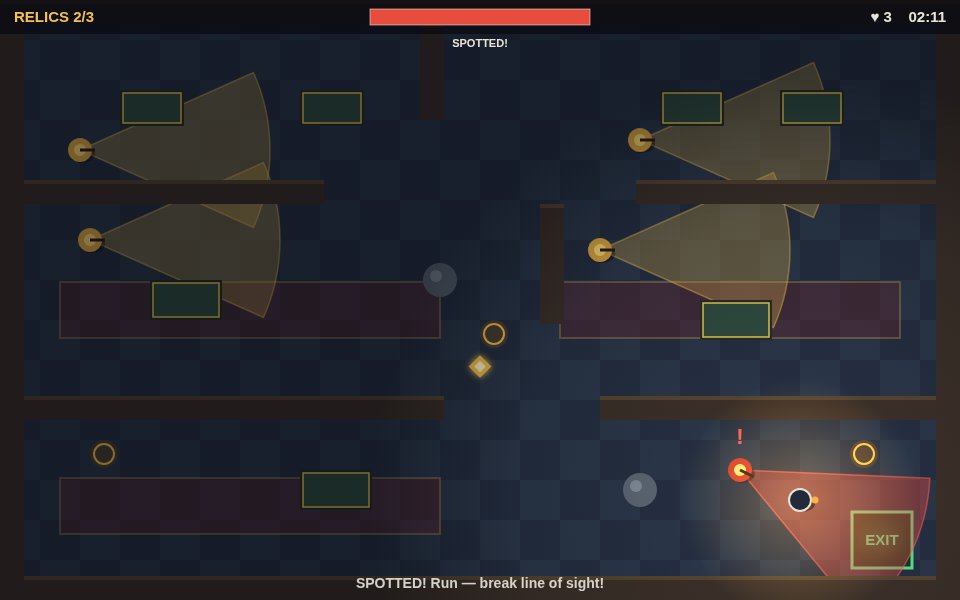 RELICS 2/3
♥ 3 02:11
SPOTTED!
!
EXIT
SPOTTED! Run — break line of sight!